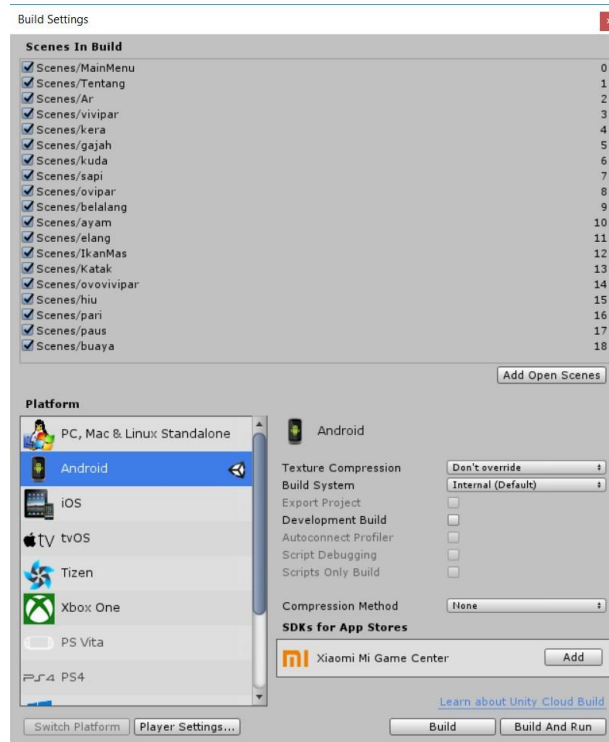 Build Settings
Scenes In Build
Scenes/MainMenu 0
Scenes/Tentang 1
Scenes/Ar 2
Scenes/vivipar 3
Scenes/kera 4
Scenes/gajah 5
Scenes/kuda 6
Scenes/sapi 7
Scenes/ovipar 8
Scenes/belalang 9
Scenes/ayam 10
Scenes/elang 11
Scenes/IkanMas 12
Scenes/Katak 13
Scenes/ovovivipar 14
Scenes/hiu 15
Scenes/pari 16
Scenes/paus 17
Scenes/buaya 18
Add Open Scenes
Platform
PC, Mac & Linux Standalone
Android
iOS
tv tvOS
Tizen
Xbox One
PS Vita
PS4 PS4
Android
Texture Compression Don't override
Build System Internal (Default)
Export Project
Development Build
Autoconnect Profiler
Script Debugging
Scripts Only Build
Compression Method None
SDKs for App Stores
MI Xiaomi Mi Game Center Add
Learn about Unity Cloud Build
Switch Platform Player Settings... Build Build And Run